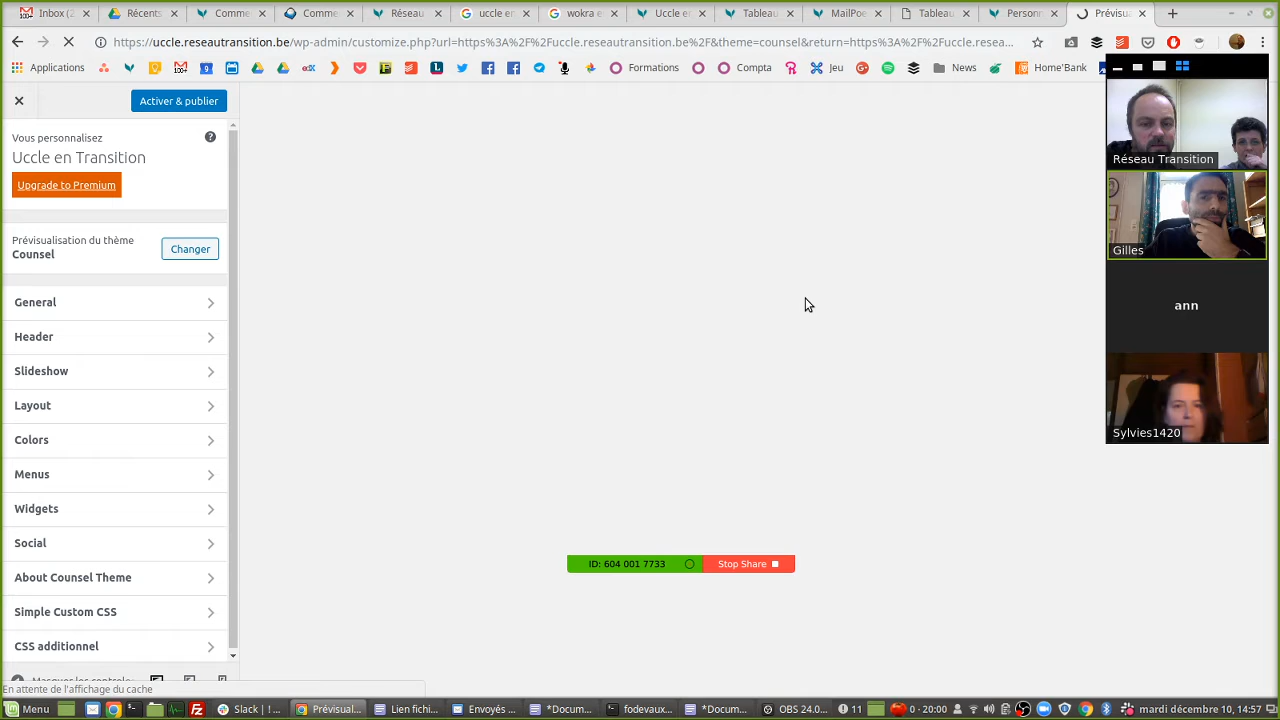 Inbox (2
Récents
Comme
Comme
Réseau
uccle en
wokra e
Uccle en
Tableau
MailPoe
Tableau
Personn
Prévisua
https://uccle.reseautransition.be/wp-admin/customize.php?url=https%3A%2F%2Fuccle.reseautransition.be%2F&theme=counsel&return=https%3A%2F%2Fuccle.resea...
Applications
Formations
Compta
Jeu
News
Home'Bank
Activer & publier
Vous personnalisez
Uccle en Transition
Upgrade to Premium
Prévisualisation du thème
Counsel
Changer
General
Header
Slideshow
Layout
Colors
Menus
Widgets
Social
About Counsel Theme
Simple Custom CSS
CSS additionnel
Masquer les contrôle
En attente de l'affichage du cache
Réseau Transition
Gilles
ann
Sylvies1420
ID: 604 001 7733
Stop Share
Menu
Slack | ! ...
Prévisual...
Lien fichi...
Envoyés ...
*Docum...
fodevaux...
*Docum...
OBS 24.0...
11
0 - 20:00
mardi décembre 10, 14:57